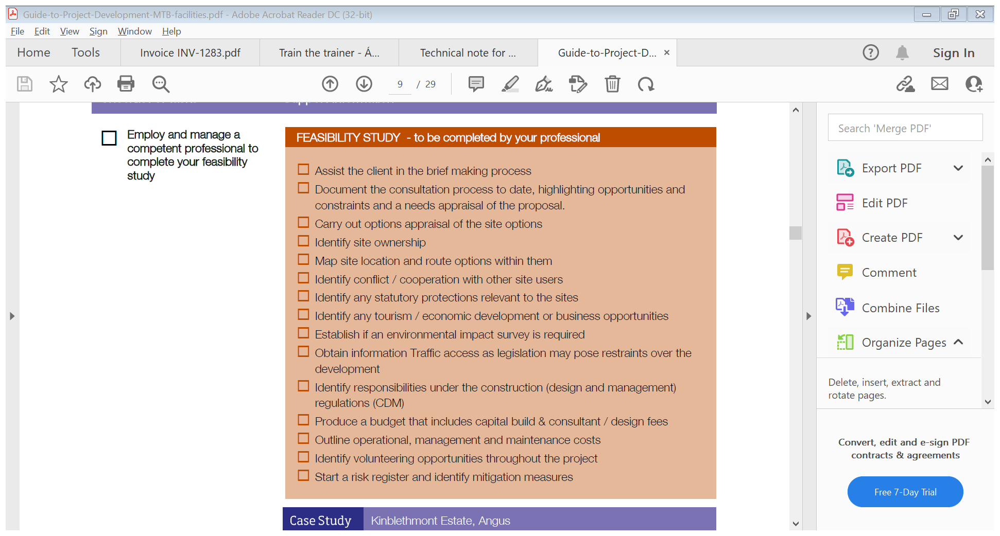 Guide-to-Project-Development-MTB-facilities.pdf - Adobe Acrobat Reader DC (32-bit)
File Edit View Sign Window Help
Home Tools Invoice INV-1283.pdf Train the trainer - Á... Technical note for ... Guide-to-Project-D... × Sign In
9 / 29
Employ and manage a
competent professional to
complete your feasibility
study
FEASIBILITY STUDY - to be completed by your professional
Assist the client in the brief making process
Document the consultation process to date, highlighting opportunities and
constraints and a needs appraisal of the proposal.
Carry out options appraisal of the site options
Identify site ownership
Map site location and route options within them
Identify conflict / cooperation with other site users
Identify any statutory protections relevant to the sites
Identify any tourism / economic development or business opportunities
Establish if an environmental impact survey is required
Obtain information Traffic access as legislation may pose restraints over the
development
Identify responsibilities under the construction (design and management)
regulations (CDM)
Produce a budget that includes capital build & consultant / design fees
Outline operational, management and maintenance costs
Identify volunteering opportunities throughout the project
Start a risk register and identify mitigation measures
Case Study Kinblethmont Estate, Angus
Search 'Merge PDF'
Export PDF
Edit PDF
Create PDF
Comment
Combine Files
Organize Pages
Delete, insert, extract and
rotate pages.
Convert, edit and e-sign PDF
contracts & agreements
Free 7-Day Trial